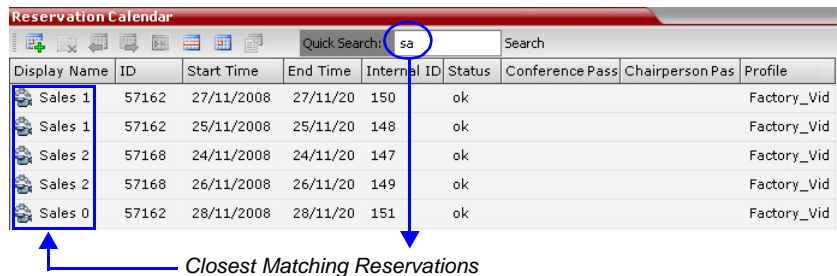 Reservation Calendar
Quick Search: sa Search
Display Name ID Start Time End Time Internal ID Status Conference Pass Chairperson Pas Profile
Sales 1 57162 27/11/2008 27/11/20 150 ok Factory_Vid
Sales 1 57162 25/11/2008 25/11/20 148 ok Factory_Vid
Sales 2 57168 24/11/2008 24/11/20 147 ok Factory_Vid
Sales 2 57168 26/11/2008 26/11/20 149 ok Factory_Vid
Sales 0 57162 28/11/2008 28/11/20 151 ok Factory_Vid
Closest Matching Reservations